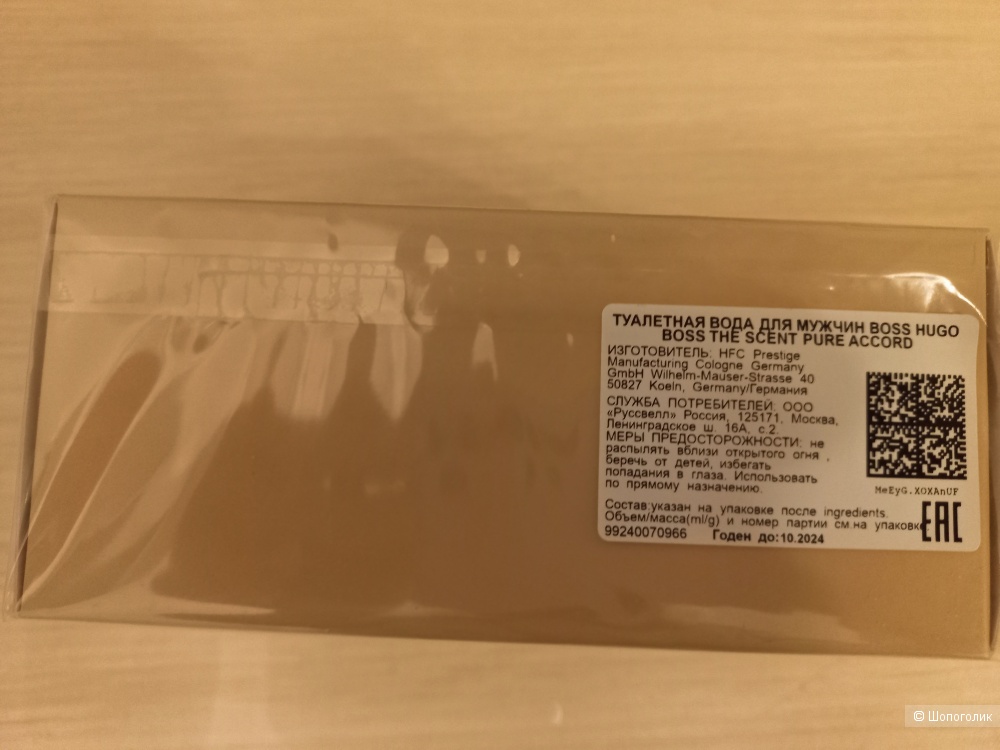 ТУАЛЕТНАЯ ВОДА ДЛЯ МУЖЧИН BOSS HUGO
BOSS THE SCENT PURE ACCORD
ИЗГОТОВИТЕЛЬ: HFC Prestige
Manufacturing Cologne Germany
GmbH Wilhelm-Mauser-Strasse 40
50827 Koeln, Germany/Германия
СЛУЖБА ПОТРЕБИТЕЛЕЙ: ООО
«Руссвелл» Россия, 125171, Москва,
Ленинградское ш. 16А, с.2.
МЕРЫ ПРЕДОСТОРОЖНОСТИ: не
распылять вблизи открытого огня ,
беречь от детей, избегать
попадания в глаза. Использовать
по прямому назначению.
MeEyG.XOXAnUF
Состав указан на упаковке после ingredients.
Объем/масса(ml/g) и номер партии см.на упаковке
EAC
99240070966 Годен до:10.2024
© Шопоголик